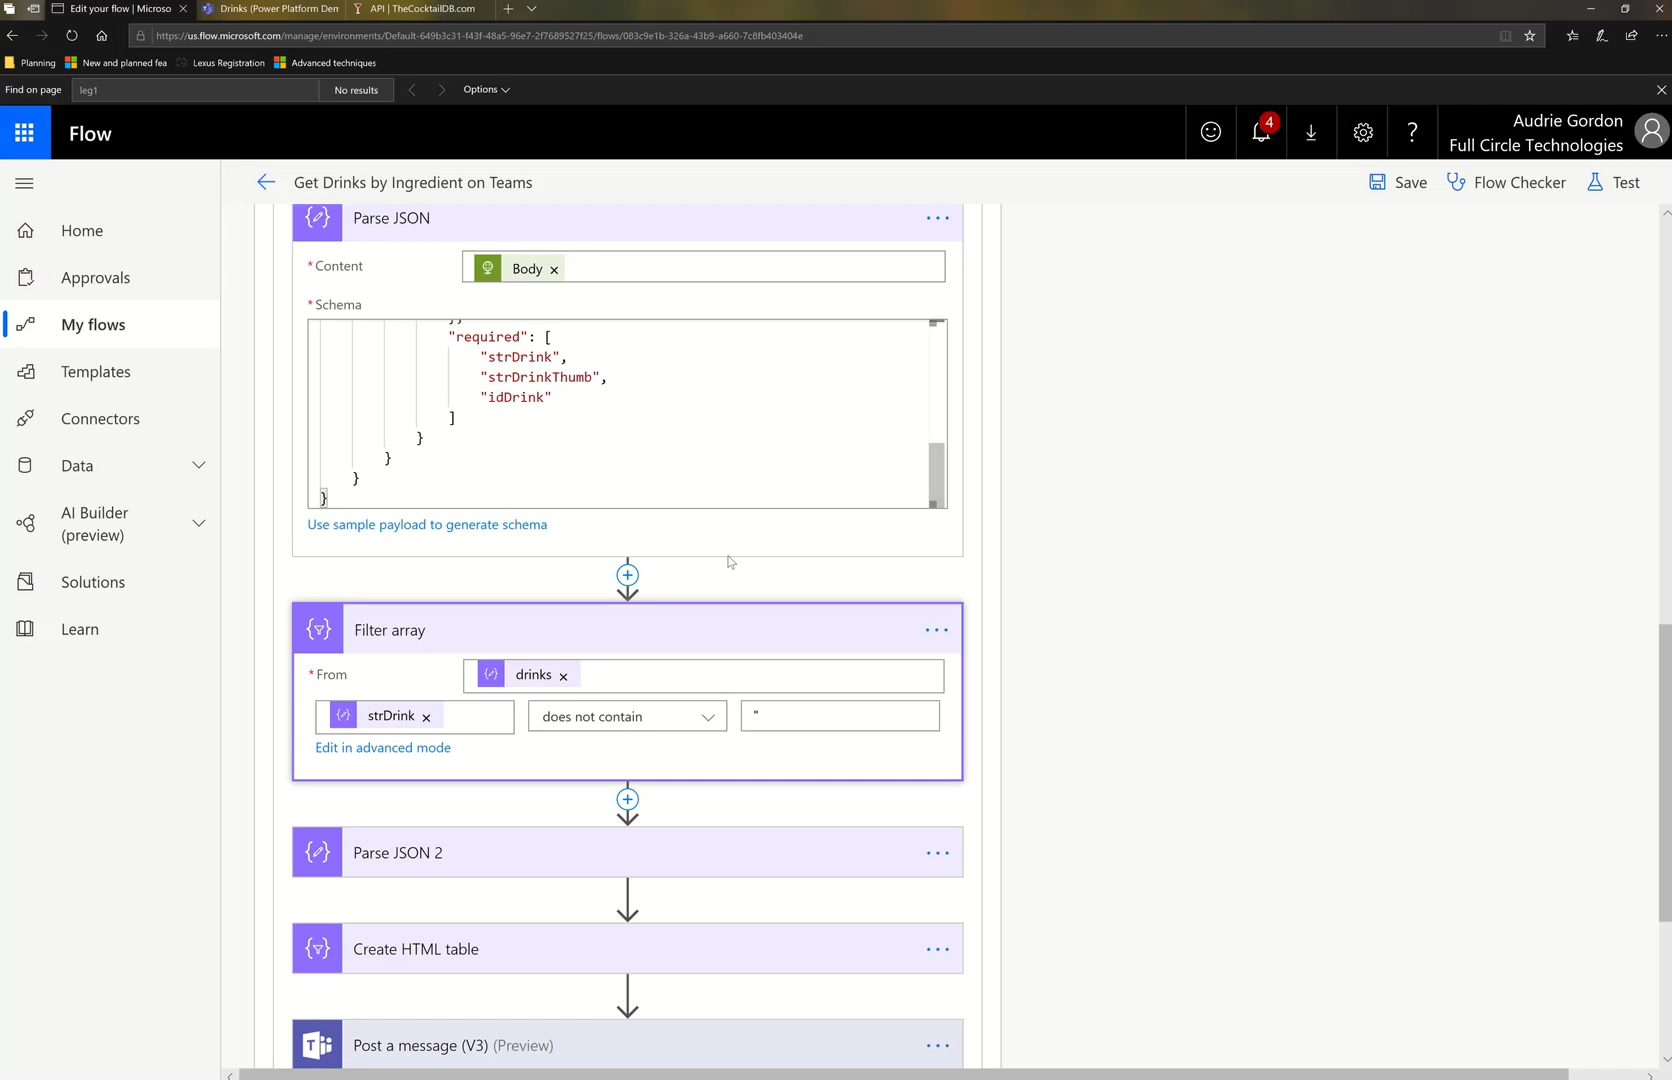 Edit your flow | Microso
Drinks (Power Platform Den
API | TheCocktailDB.com
https://us.flow.microsoft.com/manage/environments/Default-649b3c31-f43f-48a5-96e7-2f7689527f25/flows/083c9e1b-326a-43b9-a660-7c8fb403404e
Planning
New and planned fea
Lexus Registration
Advanced techniques
Find on page
leg1
No results
Options
Flow
4
?
Audrie Gordon
Full Circle Technologies
Get Drinks by Ingredient on Teams
Save
Flow Checker
Test
Home
Approvals
My flows
Templates
Connectors
Data
AI Builder
(preview)
Solutions
Learn
Parse JSON
* Content
Body
* Schema
"required": [
"strDrink",
"strDrinkThumb",
"idDrink"
]
}
}
}
}
Use sample payload to generate schema
Filter array
* From
drinks
strDrink
does not contain
"
Edit in advanced mode
Parse JSON 2
Create HTML table
Post a message (V3) (Preview)